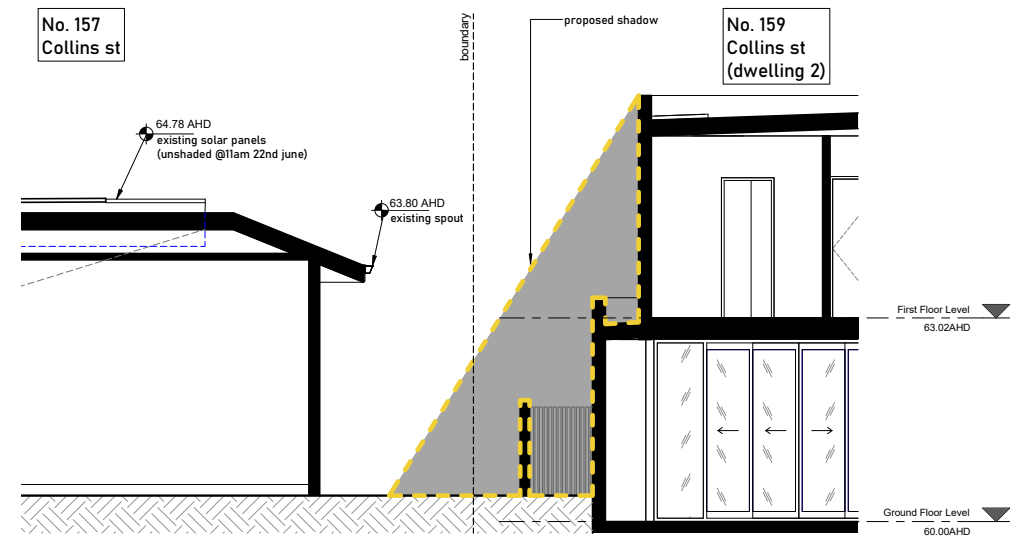 No. 157
Collins st
boundary
proposed shadow
No. 159
Collins st
(dwelling 2)
64.78 AHD
existing solar panels
(unshaded @11am 22nd june)
63.80 AHD
existing spout
First Floor Level
63.02AHD
Ground Floor Level
60.00AHD